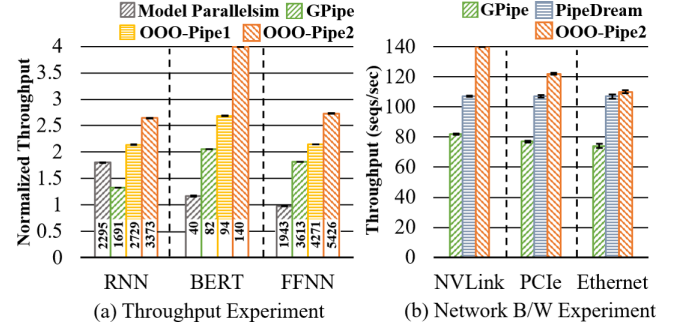 Model Parallelsim
GPipe
OOO-Pipe1
OOO-Pipe2
Normalized Throughput
4
3.5
3
2.5
2
1.5
1
0.5
0
2295
1691
2729
3373
40
82
94
140
1943
3613
4271
5426
RNN
BERT
FFNN
(a) Throughput Experiment
GPipe
PipeDream
OOO-Pipe2
Throughput (seqs/sec)
140
120
100
80
60
40
20
0
NVLink
PCIe
Ethernet
(b) Network B/W Experiment